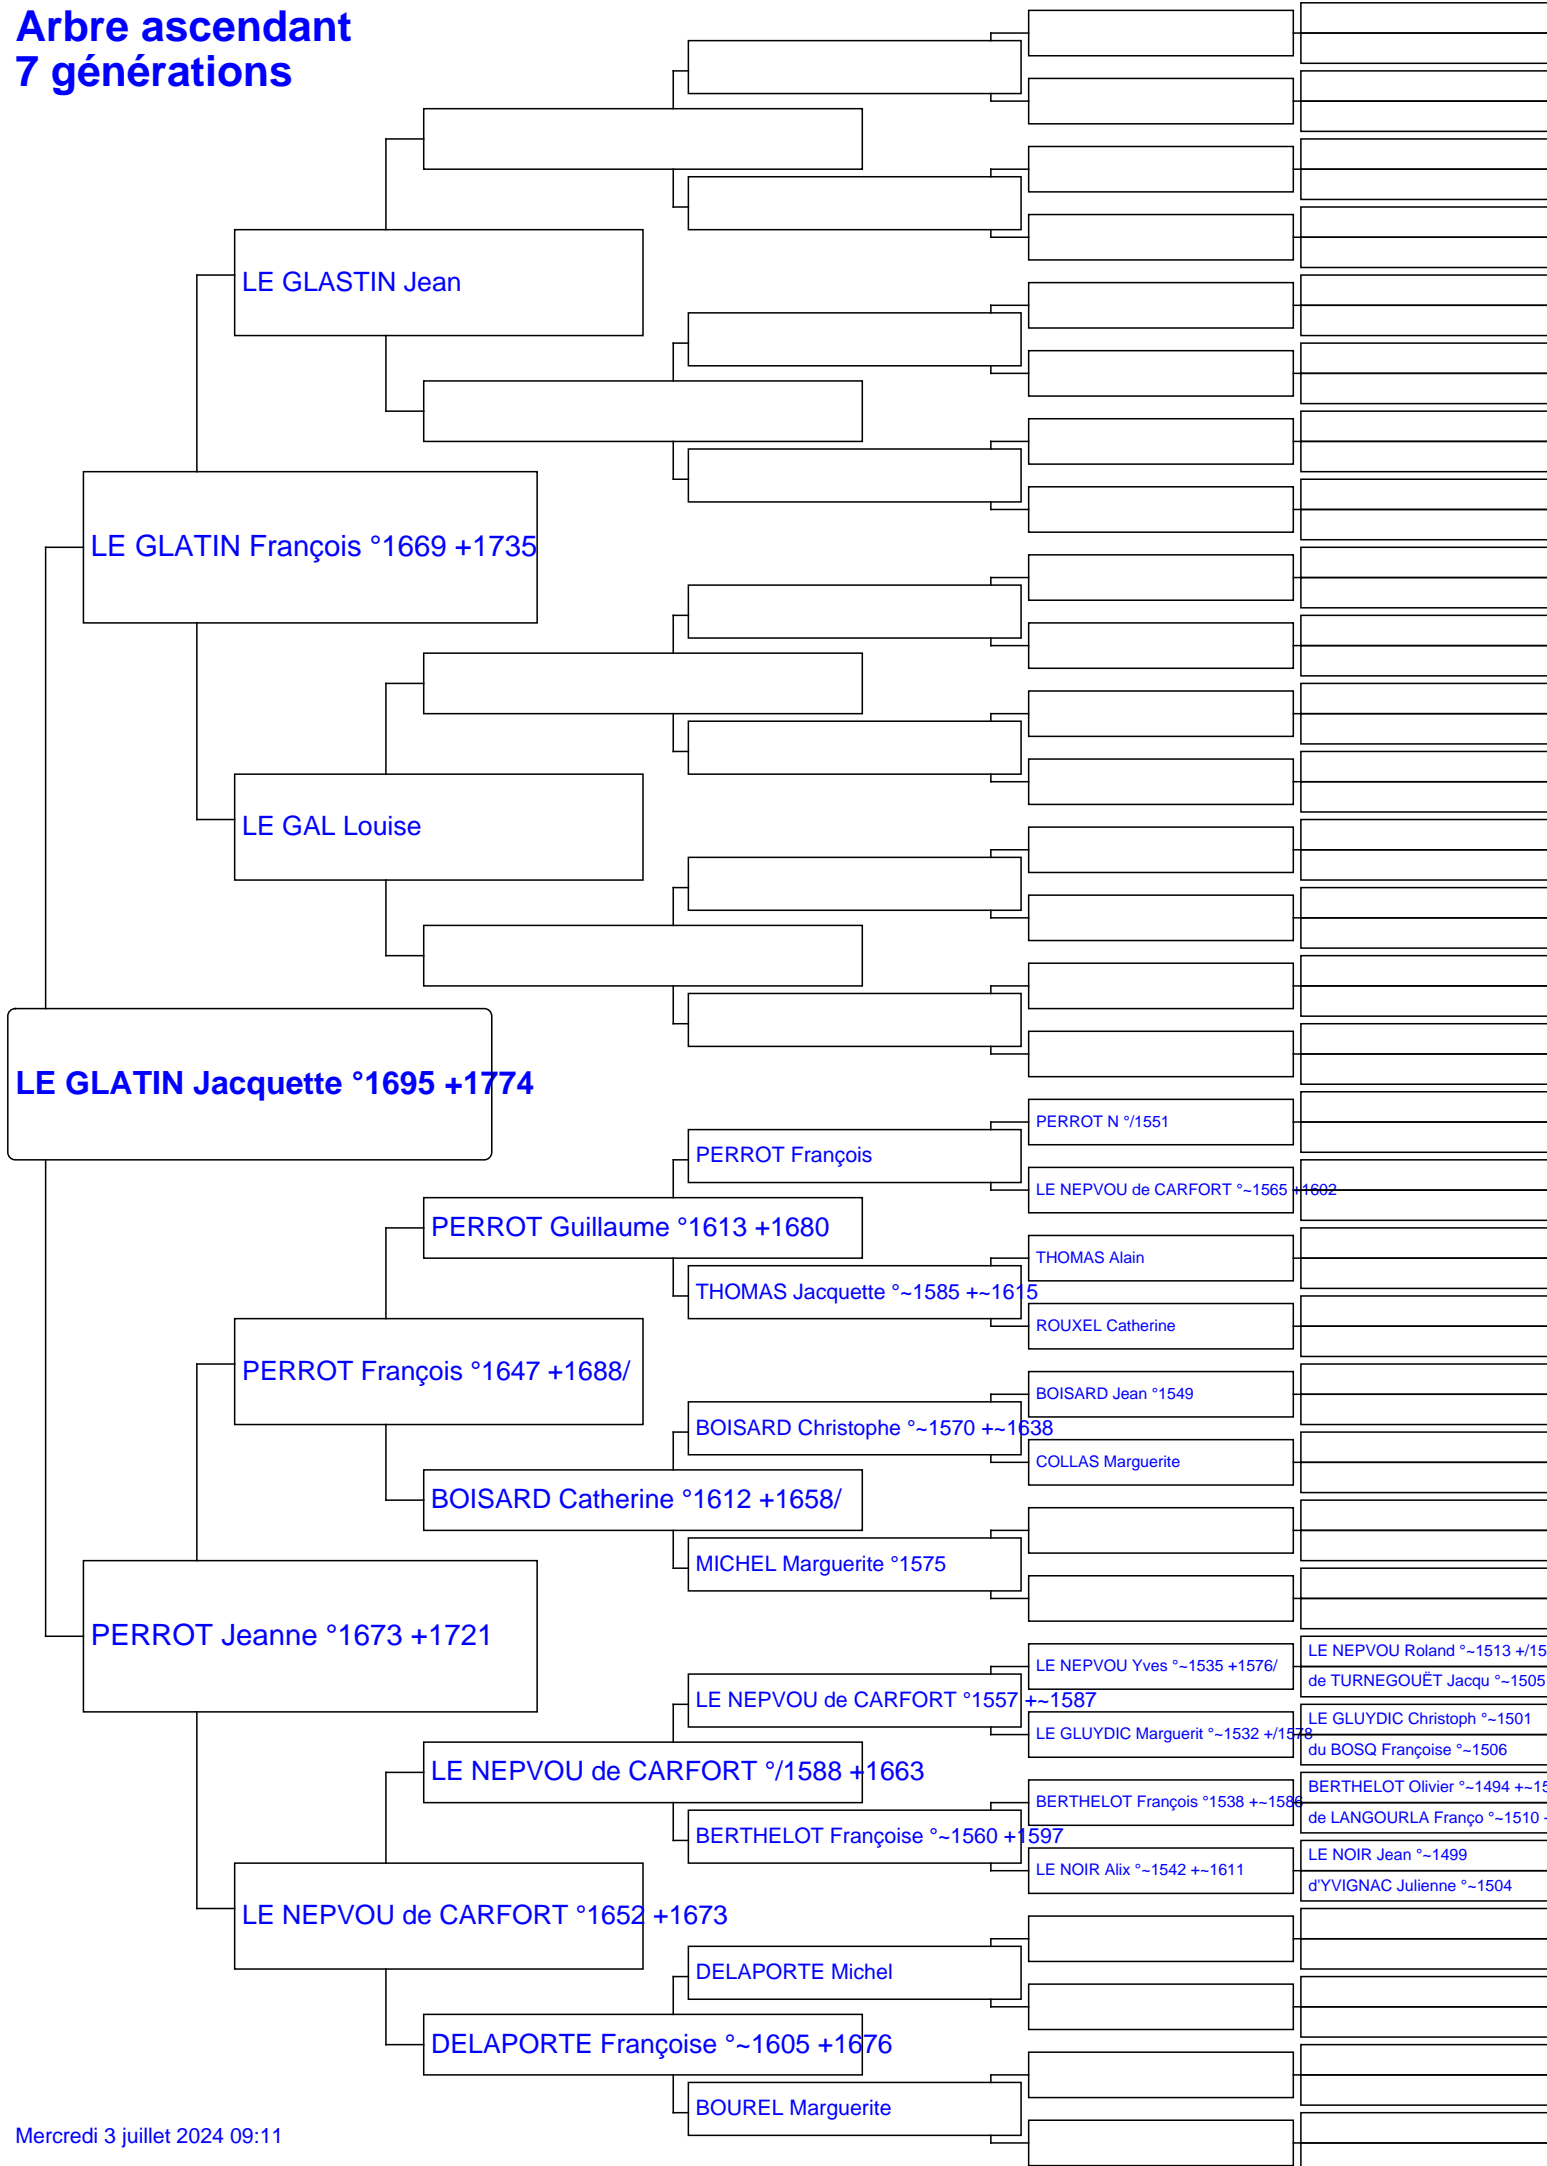 Arbre ascendant
7 générations
LE GLASTIN Jean
LE GLATIN François °1669 +1735
LE GAL Louise
LE GLATIN Jacquette °1695 +1774
PERROT N °/1551
PERROT François
LE NEPVOU de CARFORT °~1565 +1602
PERROT Guillaume °1613 +1680
THOMAS Alain
THOMAS Jacquette °~1585 +~1615
ROUXEL Catherine
PERROT François °1647 +1688/
BOISARD Jean °1549
BOISARD Christophe °~1570 +~1638
COLLAS Marguerite
BOISARD Catherine °1612 +1658/
MICHEL Marguerite °1575
PERROT Jeanne °1673 +1721
LE NEPVOU Roland °~1513 +/15
LE NEPVOU Yves °~1535 +1576/
de TURNEGOUËT Jacqu °~1505
LE NEPVOU de CARFORT °1557 +~1587
LE GLUYDIC Christoph °~1501
LE GLUYDIC Marguerit °~1532 +/1578
du BOSQ Françoise °~1506
LE NEPVOU de CARFORT °/1588 +1663
BERTHELOT Olivier °~1494 +~15
BERTHELOT François °1538 +~1586
de LANGOURLA Franço °~1510
BERTHELOT Françoise °~1560 +1597
LE NOIR Jean °~1499
LE NOIR Alix °~1542 +~1611
d'YVIGNAC Julienne °~1504
LE NEPVOU de CARFORT °1652 +1673
DELAPORTE Michel
DELAPORTE Françoise °~1605 +1676
BOUREL Marguerite
Mercredi 3 juillet 2024 09:11